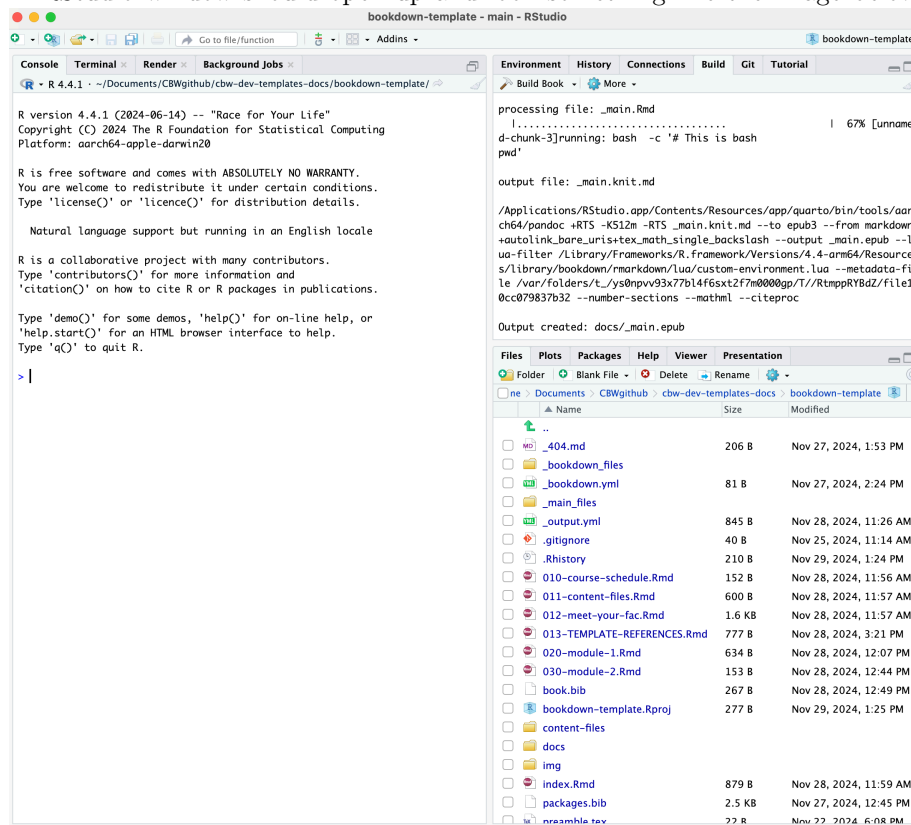 bookdown-template - main - RStudio
Go to file/function
Addins
bookdown-template
Console Terminal Render Background Jobs
R 4.4.1 · ~/Documents/CBWgithub/cbw-dev-templates-docs/bookdown-template/
R version 4.4.1 (2024-06-14) -- "Race for Your Life"
Copyright (C) 2024 The R Foundation for Statistical Computing
Platform: aarch64-apple-darwin20
R is free software and comes with ABSOLUTELY NO WARRANTY.
You are welcome to redistribute it under certain conditions.
Type 'license()' or 'licence()' for distribution details.
Natural language support but running in an English locale
R is a collaborative project with many contributors.
Type 'contributors()' for more information and
'citation()' on how to cite R or R packages in publications.
Type 'demo()' for some demos, 'help()' for on-line help, or
'help.start()' for an HTML browser interface to help.
Type 'q()' to quit R.
>
Environment History Connections Build Git Tutorial
Build Book More
processing file: _main.Rmd
|................................... | 67% [unname
d-chunk-3]running: bash -c '# This is bash
pwd'
output file: _main.knit.md
/Applications/RStudio.app/Contents/Resources/app/quarto/bin/tools/aar
ch64/pandoc +RTS -K512m -RTS _main.knit.md --to epub3 --from markdown
+autolink_bare_uris+tex_math_single_backslash --output _main.epub --l
ua-filter /Library/Frameworks/R.framework/Versions/4.4-arm64/Resource
s/library/bookdown/rmarkdown/lua/custom-environment.lua --metadata-fi
le /var/folders/t_/ys0npvv93x77bl4f6sxt2f7m0000gp/T//RtmppRYBdZ/file1
0cc079837b32 --number-sections --mathml --citeproc
Output created: docs/_main.epub
Files Plots Packages Help Viewer Presentation
Folder Blank File Delete Rename
ne Documents CBWgithub cbw-dev-templates-docs bookdown-template
Name Size Modified
..
_404.md 206 B Nov 27, 2024, 1:53 PM
_bookdown_files
_bookdown.yml 81 B Nov 27, 2024, 2:24 PM
_main_files
_output.yml 845 B Nov 28, 2024, 11:26 AM
.gitignore 40 B Nov 25, 2024, 11:14 AM
.Rhistory 210 B Nov 29, 2024, 1:24 PM
010-course-schedule.Rmd 152 B Nov 28, 2024, 11:56 AM
011-content-files.Rmd 600 B Nov 28, 2024, 11:57 AM
012-meet-your-fac.Rmd 1.6 KB Nov 28, 2024, 11:57 AM
013-TEMPLATE-REFERENCES.Rmd 777 B Nov 28, 2024, 3:21 PM
020-module-1.Rmd 634 B Nov 28, 2024, 12:07 PM
030-module-2.Rmd 153 B Nov 28, 2024, 12:44 PM
book.bib 267 B Nov 28, 2024, 12:49 PM
bookdown-template.Rproj 277 B Nov 29, 2024, 1:25 PM
content-files
docs
img
index.Rmd 879 B Nov 28, 2024, 11:59 AM
packages.bib 2.5 KB Nov 27, 2024, 12:45 PM
preamble.tex 22 B Nov 22, 2024, 6:08 PM